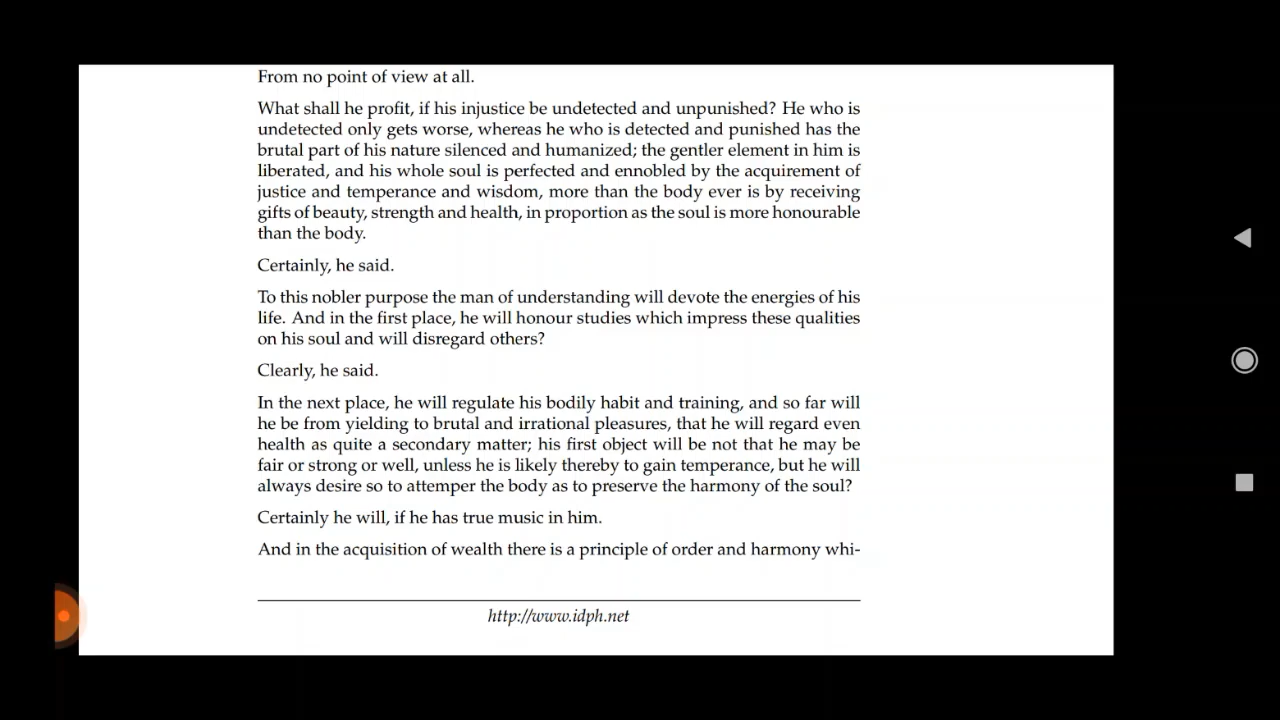 From no point of view at all.
What shall he profit, if his injustice be undetected and unpunished? He who is
undetected only gets worse, whereas he who is detected and punished has the
brutal part of his nature silenced and humanized; the gentler element in him is
liberated, and his whole soul is perfected and ennobled by the acquirement of
justice and temperance and wisdom, more than the body ever is by receiving
gifts of beauty, strength and health, in proportion as the soul is more honourable
than the body.
Certainly, he said.
To this nobler purpose the man of understanding will devote the energies of his
life. And in the first place, he will honour studies which impress these qualities
on his soul and will disregard others?
Clearly, he said.
In the next place, he will regulate his bodily habit and training, and so far will
he be from yielding to brutal and irrational pleasures, that he will regard even
health as quite a secondary matter; his first object will be not that he may be
fair or strong or well, unless he is likely thereby to gain temperance, but he will
always desire so to attemper the body as to preserve the harmony of the soul?
Certainly he will, if he has true music in him.
And in the acquisition of wealth there is a principle of order and harmony whi-
http://www.idph.net